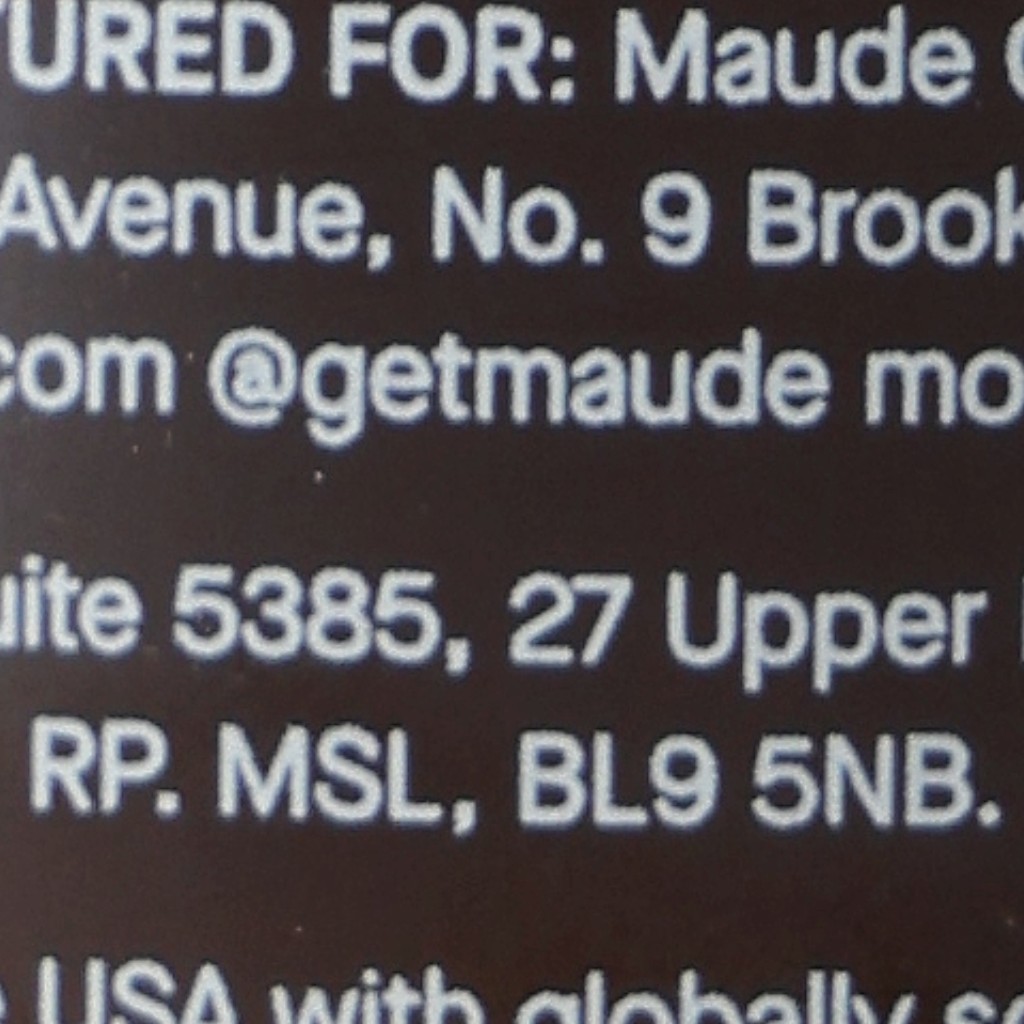 URED FOR: Maude
Avenue, No. 9 Brook
com @getmaude mo
uite 5385, 27 Upper
RP. MSL, BL9 5NB.
USA with globally